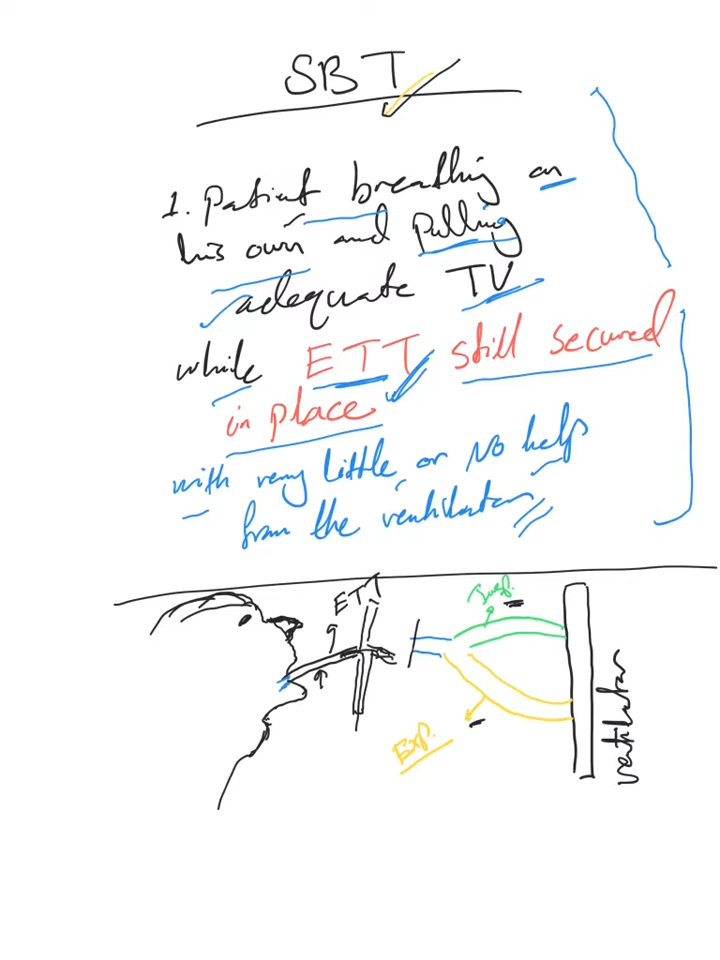 SBT
1. Patient breathing on
his own and Pulling
adequate TV
while ETT still secured
in place
with very little or No help
from the ventilator
ETT
Insp.
Exp.
ventilator